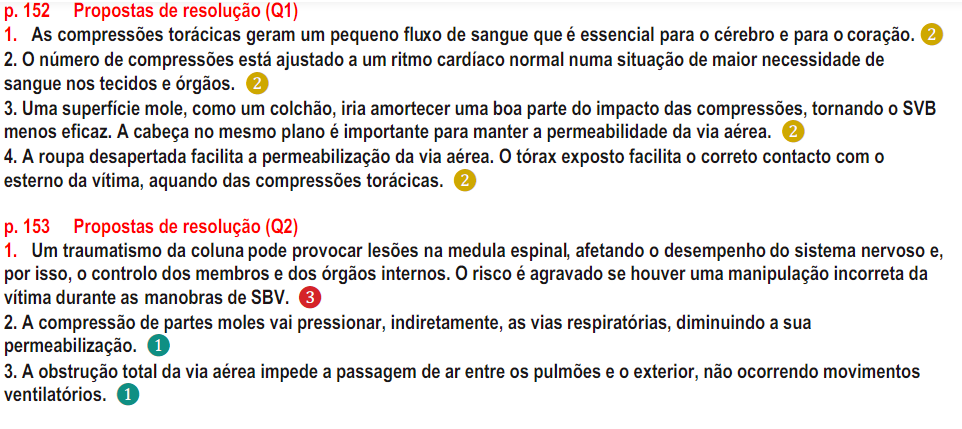 p. 152 Propostas de resolução (Q1)
1. As compressões torácicas geram um pequeno fluxo de sangue que é essencial para o cérebro e para o coração. 2
2. O número de compressões está ajustado a um ritmo cardíaco normal numa situação de maior necessidade de
sangue nos tecidos e órgãos. 2
3. Uma superfície mole, como um colchão, iria amortecer uma boa parte do impacto das compressões, tornando o SVB
menos eficaz. A cabeça no mesmo plano é importante para manter a permeabilidade da via aérea. 2
4. A roupa desapertada facilita a permeabilização da via aérea. O tórax exposto facilita o correto contacto com o
esterno da vítima, aquando das compressões torácicas. 2
p. 153 Propostas de resolução (Q2)
1. Um traumatismo da coluna pode provocar lesões na medula espinal, afetando o desempenho do sistema nervoso e,
por isso, o controlo dos membros e dos órgãos internos. O risco é agravado se houver uma manipulação incorreta da
vítima durante as manobras de SBV. 3
2. A compressão de partes moles vai pressionar, indiretamente, as vias respiratórias, diminuindo a sua
permeabilização. 1
3. A obstrução total da via aérea impede a passagem de ar entre os pulmões e o exterior, não ocorrendo movimentos
ventilatórios. 1